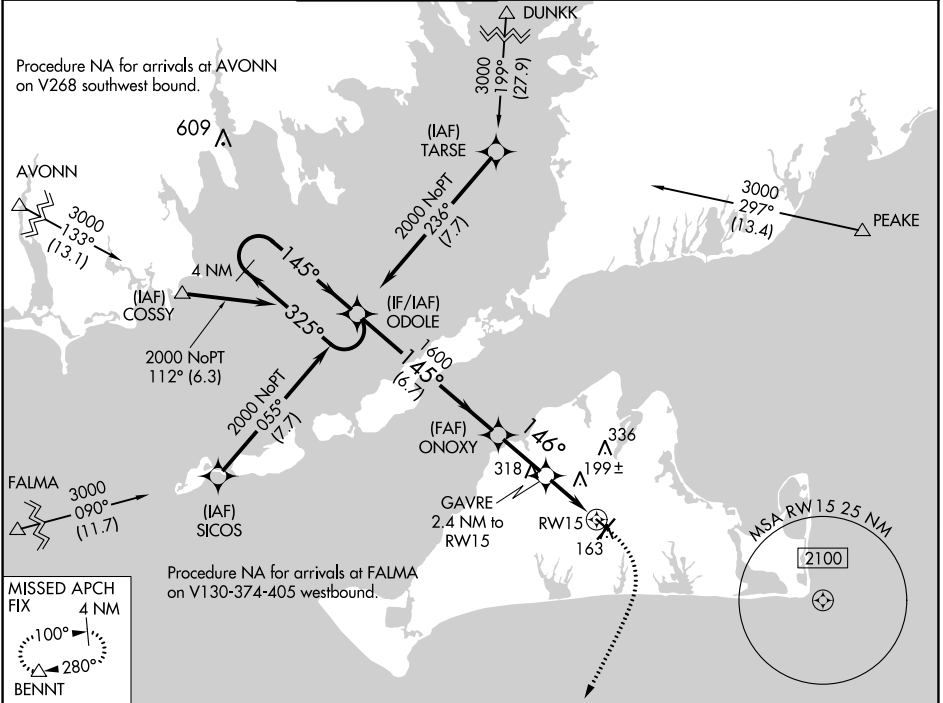 DUNKK
Procedure NA for arrivals at AVONN
on V268 southwest bound.
3000
199°
(27.9)
609
(IAF)
TARSE
AVONN
3000
133°
(13.1)
2000 NoPT
236°
(7.7)
3000
297°
(13.4)
PEAKE
4 NM
145°
(IAF)
COSSY
325°
(IF/IAF)
ODOLE
2000 NoPT
112° (6.3)
1600
145°
(6.7)
2000 NoPT
055°
(7.7)
(FAF)
ONOXY
146°
336
318
199±
FALMA
3000
090°
(11.7)
(IAF)
SICOS
GAVRE
2.4 NM to
RW15
RW15
163
MSA RW15 25 NM
2100
Procedure NA for arrivals at FALMA
on V130-374-405 westbound.
MISSED APCH
FIX
4 NM
100°
280°
BENNT